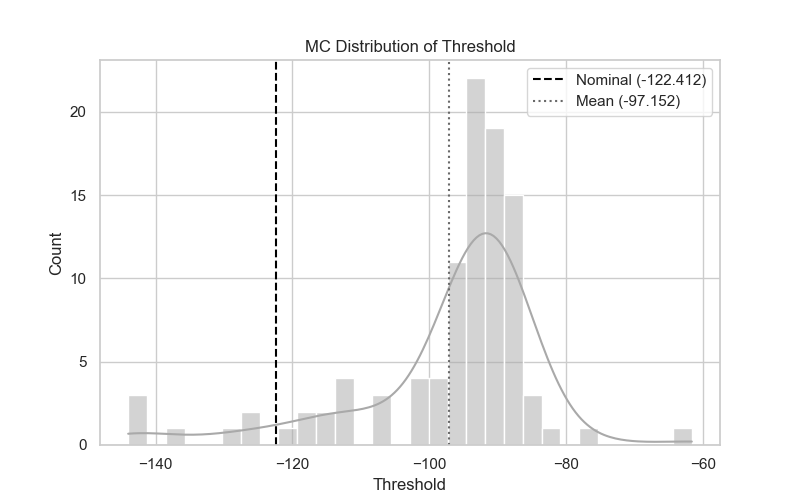 MC Distribution of Threshold
Nominal (-122.412)
Mean (-97.152)
20
15
10
5
0
Count
−140
−120
−100
−80
−60
Threshold